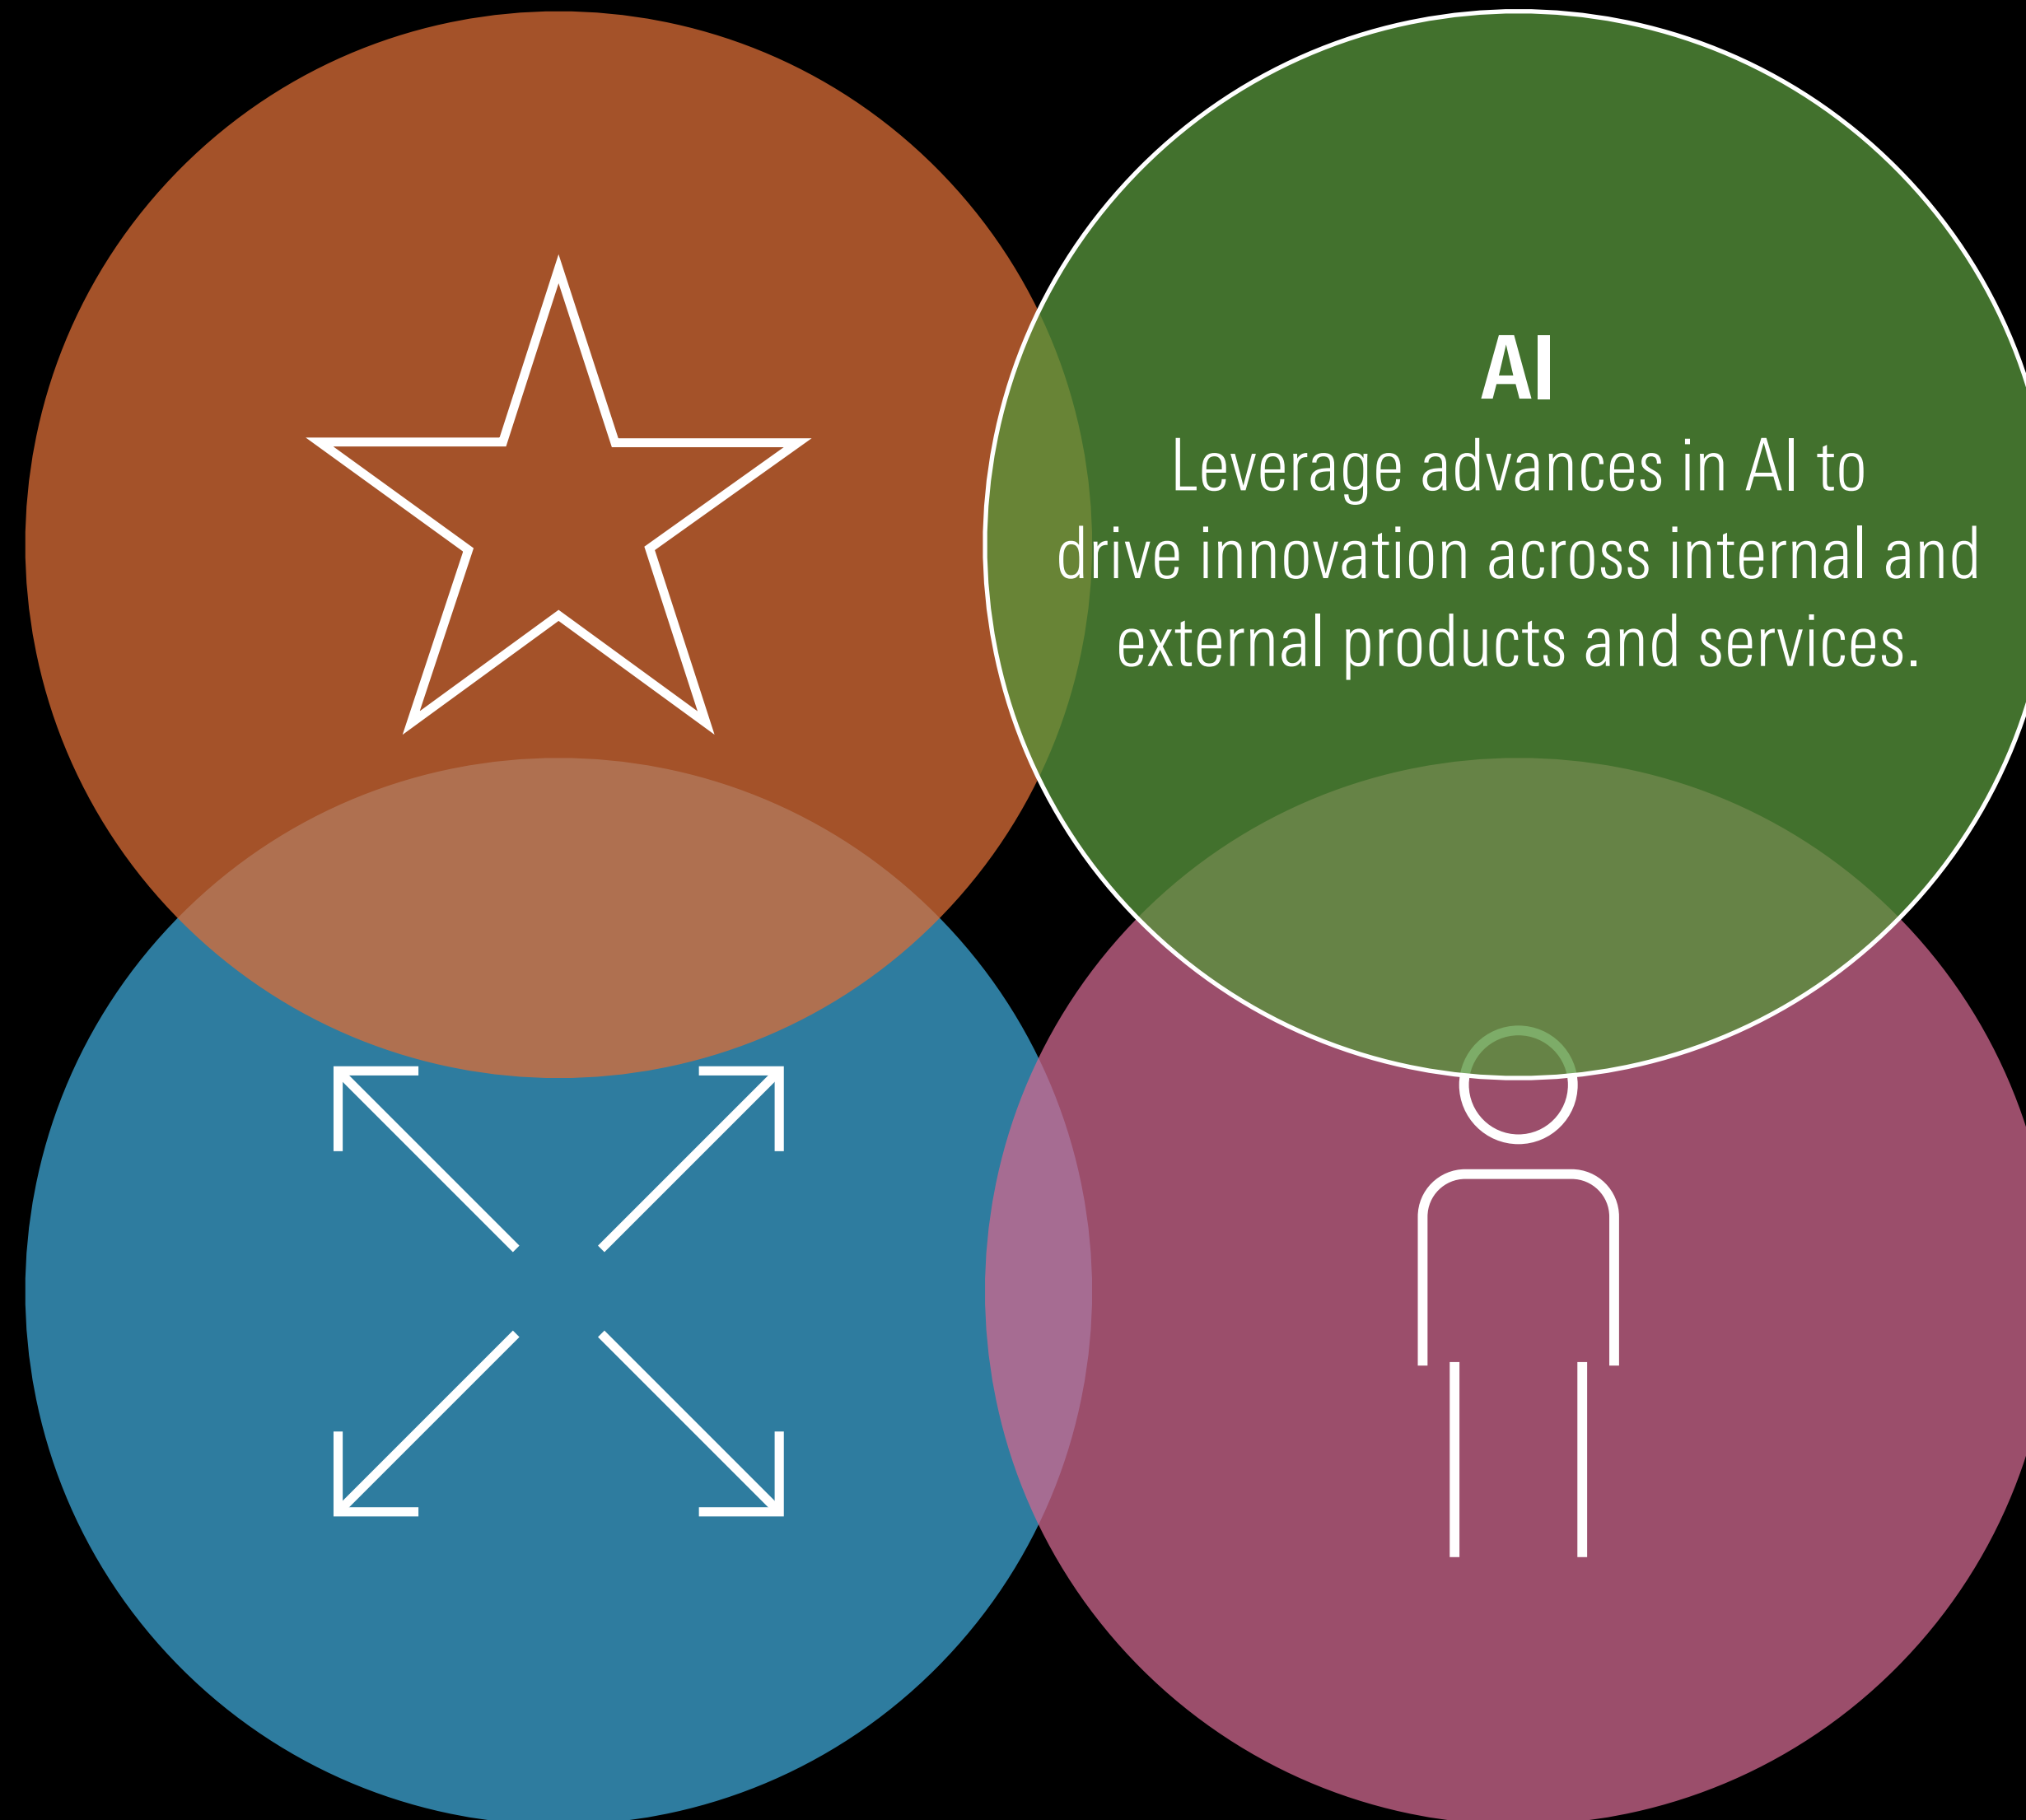 AI
Leverage advances in AI to
drive innovation across internal and
external products and services.